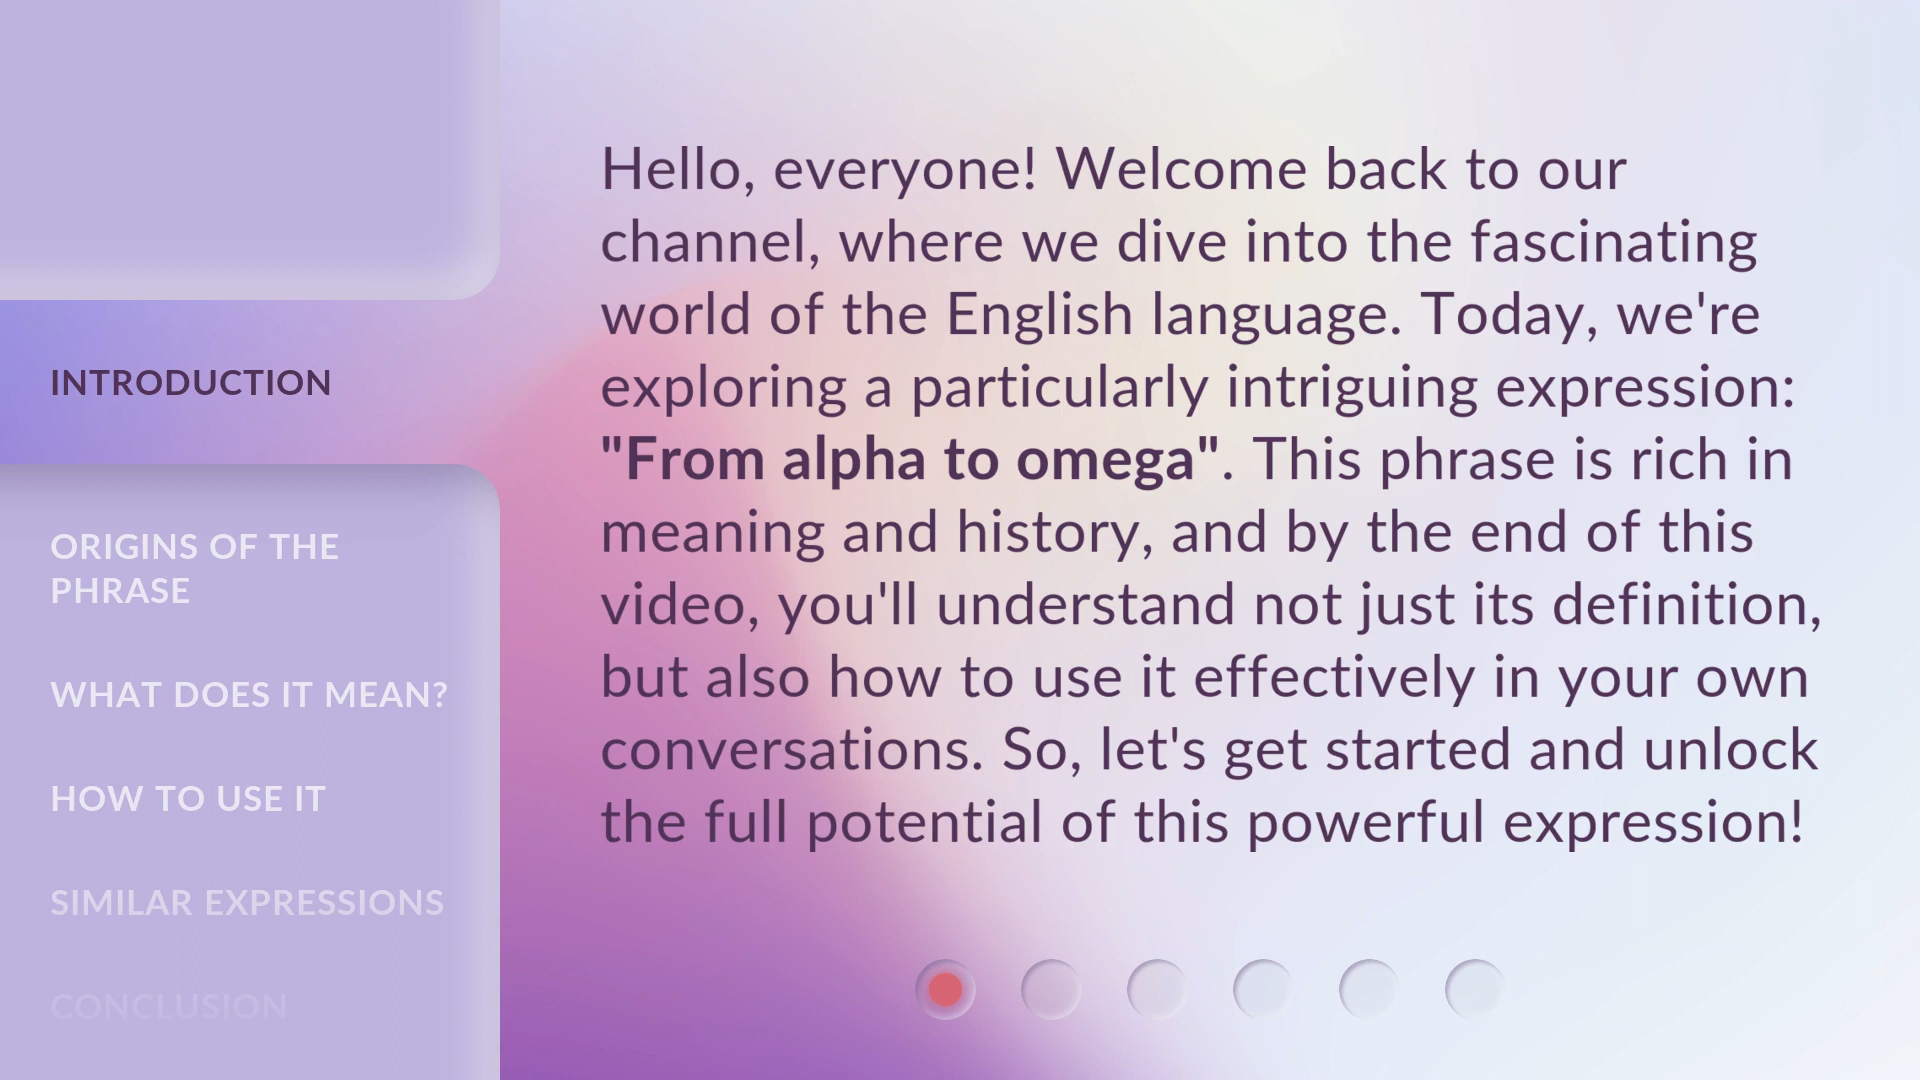 INTRODUCTION
ORIGINS OF THE
PHRASE
WHAT DOES IT MEAN?
HOW TO USE IT
SIMILAR EXPRESSIONS
CONCLUSION
Hello, everyone! Welcome back to our
channel, where we dive into the fascinating
world of the English language. Today, we're
exploring a particularly intriguing expression:
"From alpha to omega". This phrase is rich in
meaning and history, and by the end of this
video, you'll understand not just its definition,
but also how to use it effectively in your own
conversations. So, let's get started and unlock
the full potential of this powerful expression!